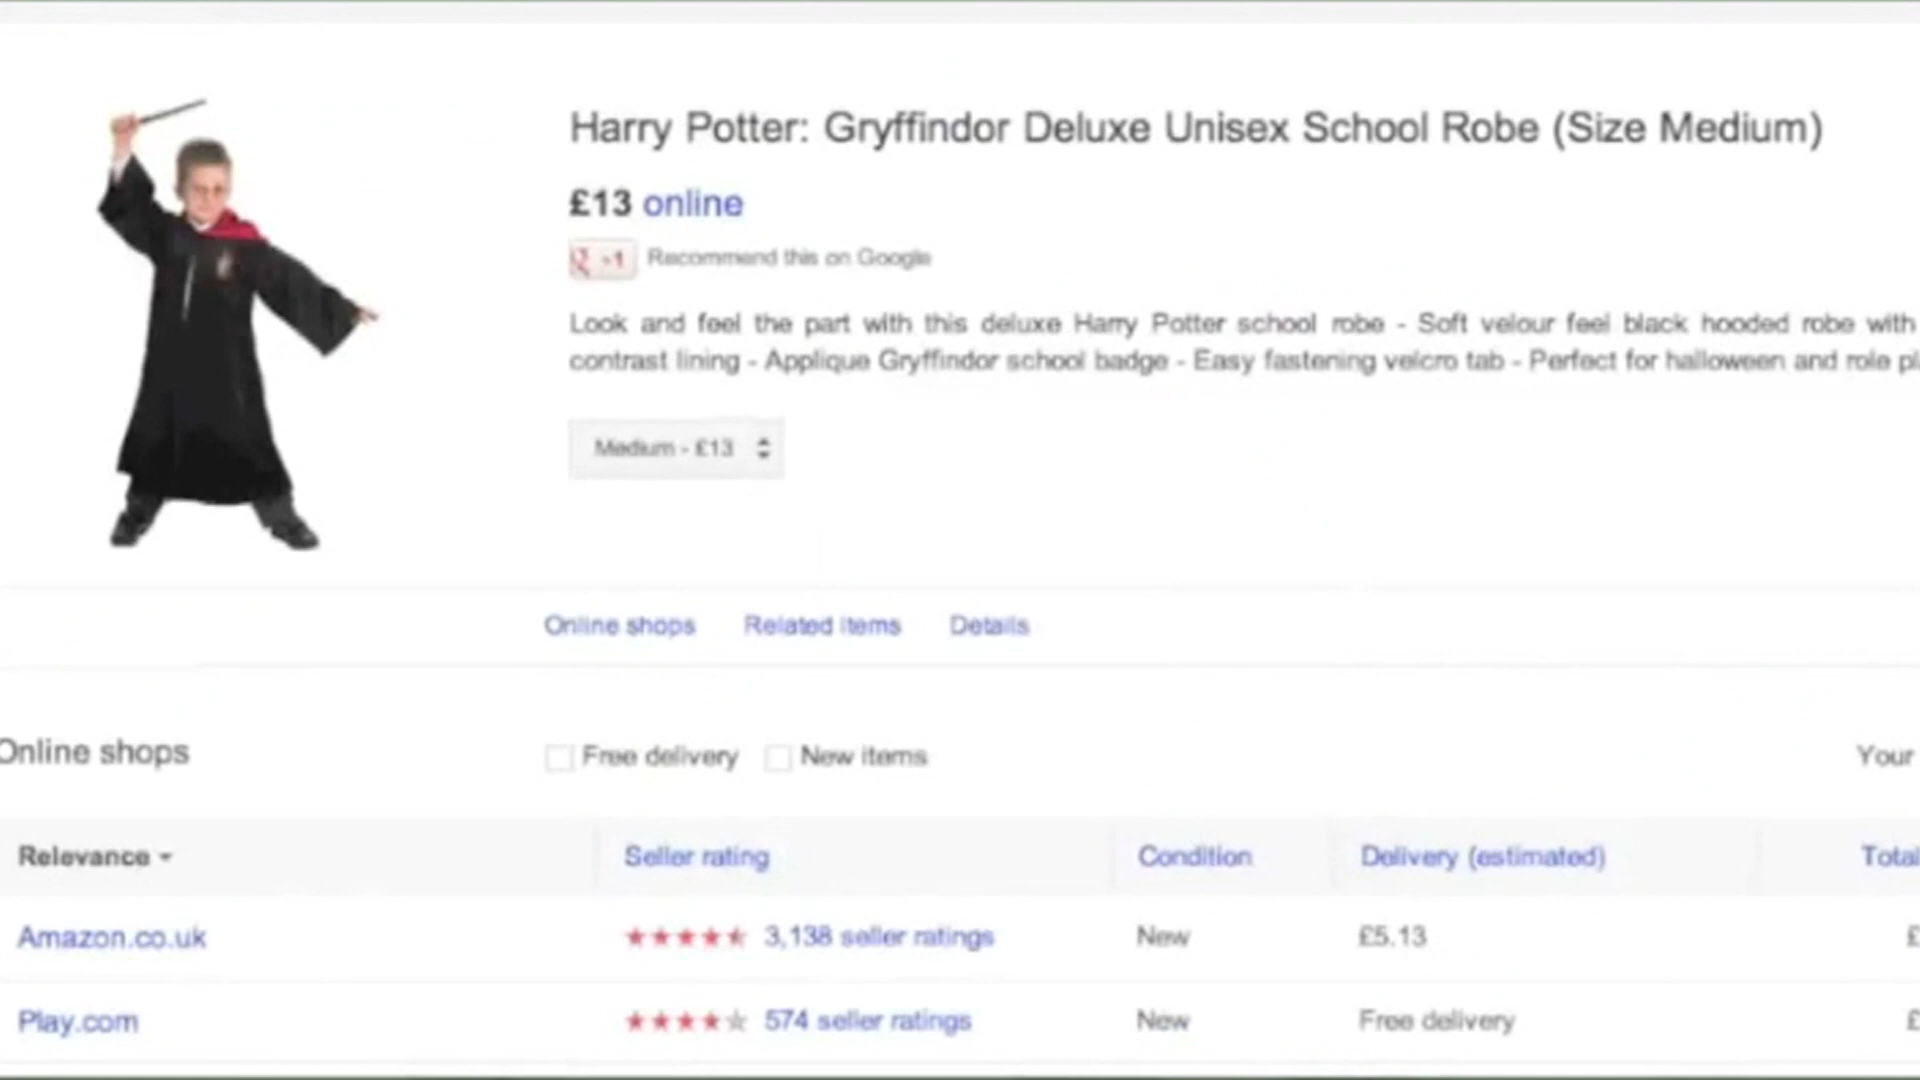 Harry Potter: Gryffindor Deluxe Unisex School Robe (Size Medium)
£13 online
+1 Recommend this on Google
Look and feel the part with this deluxe Harry Potter school robe - Soft velour feel black hooded robe with
contrast lining - Applique Gryffindor school badge - Easy fastening velcro tab - Perfect for halloween and role pl
Medium - £13
Online shops Related items Details
Online shops Free delivery New items Your
Relevance Seller rating Condition Delivery (estimated) Total
Amazon.co.uk 3,138 seller ratings New £5.13 £
Play.com 574 seller ratings New Free delivery £